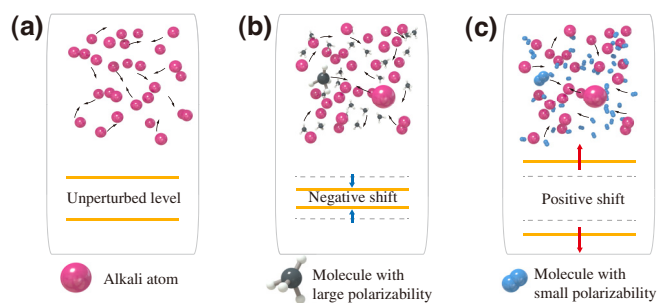 (a)
(b)
(c)
Unperturbed level
Negative shift
Positive shift
Alkali atom
Molecule with
large polarizability
Molecule with
small polarizability